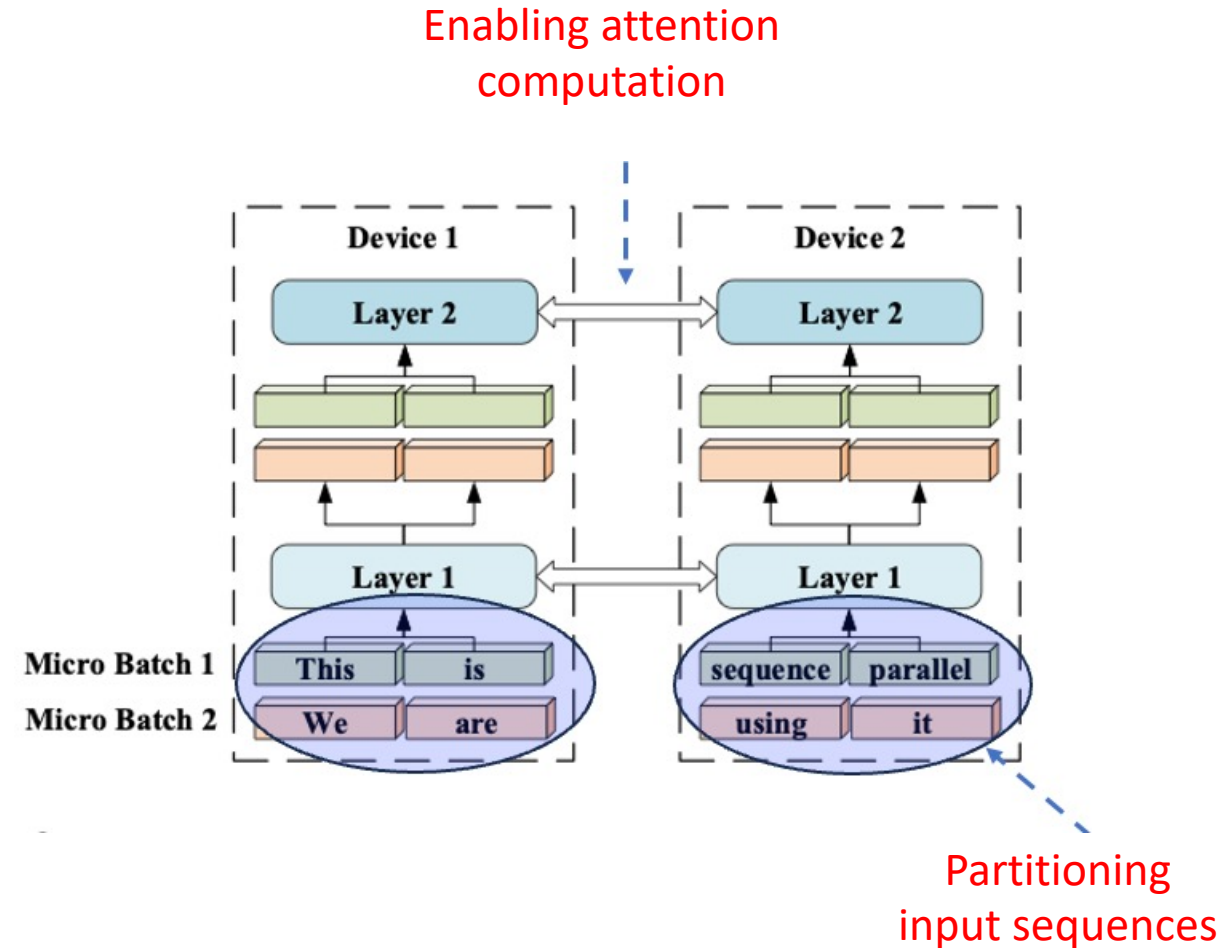 Enabling attention
computation
Device 1
Device 2
Layer 2
Layer 2
Layer 1
Layer 1
Micro Batch 1
This
is
sequence
parallel
Micro Batch 2
We
are
using
it
Partitioning
input sequences